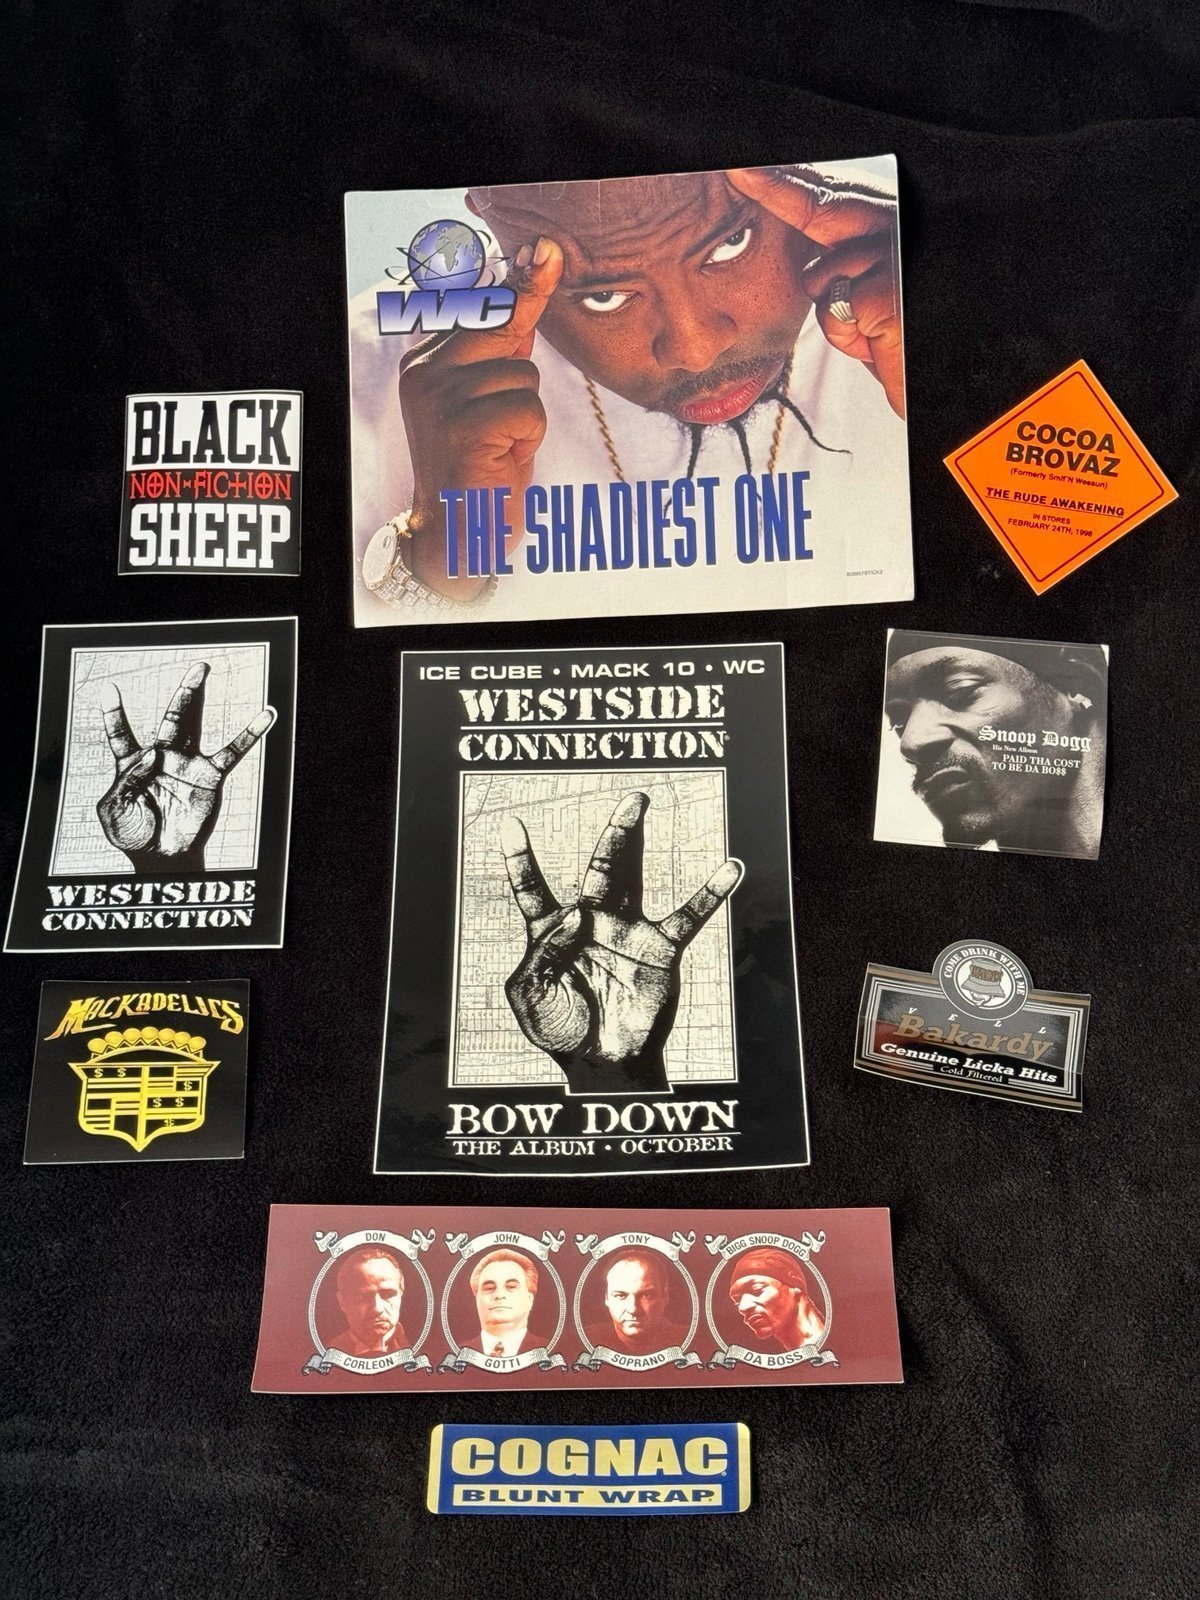 WC
THE SHADIEST ONE
BLACK
NON-FICTION
SHEEP
COCOA
BROVAZ
(Formerly Smif'N Wessun)
THE RUDE AWAKENING
IN STORES
FEBRUARY 24TH, 1998
WESTSIDE
CONNECTION
ICE CUBE • MACK 10 • WC
WESTSIDE
CONNECTION
BOW DOWN
THE ALBUM • OCTOBER
Snoop Dogg
His New Album
PAID THA COST
TO BE DA BO$$
MACKADELICS
$ $
$
$ $
$
COME DRINK WITH ME
VELL
Bakardy
Genuine Licka Hits
Cold Filtered
DON
CORLEON
JOHN
GOTTI
TONY
SOPRANO
BIGG SNOOP DOGG
DA BOSS
COGNAC
BLUNT WRAP